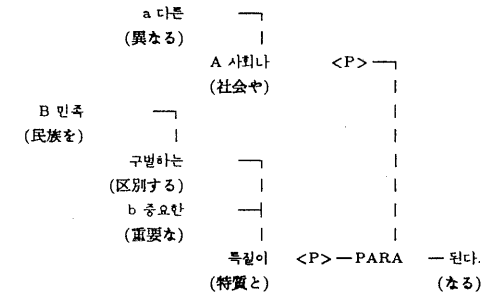 a 다른
(異なる)
A 사회나 <P>
(社会や)
B 민족
(民族を)
구별하는
(区別する)
b 중요한
(重要な)
특질이 <P>—PARA — 된다.
(特質と) (なる)